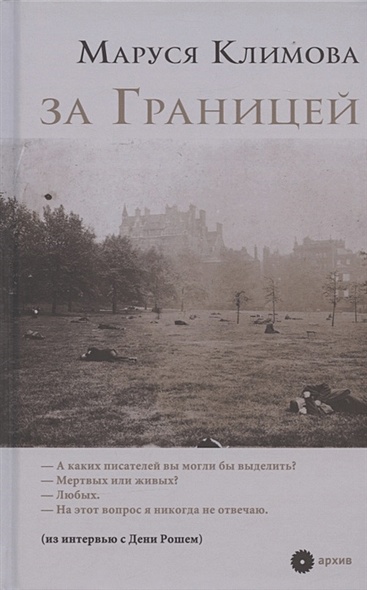 Маруся Климова
за Границей
— А каких писателей вы могли бы выделить?
— Мертвых или живых?
— Любых.
— На этот вопрос я никогда не отвечаю.
(из интервью с Дени Рошем)
архив